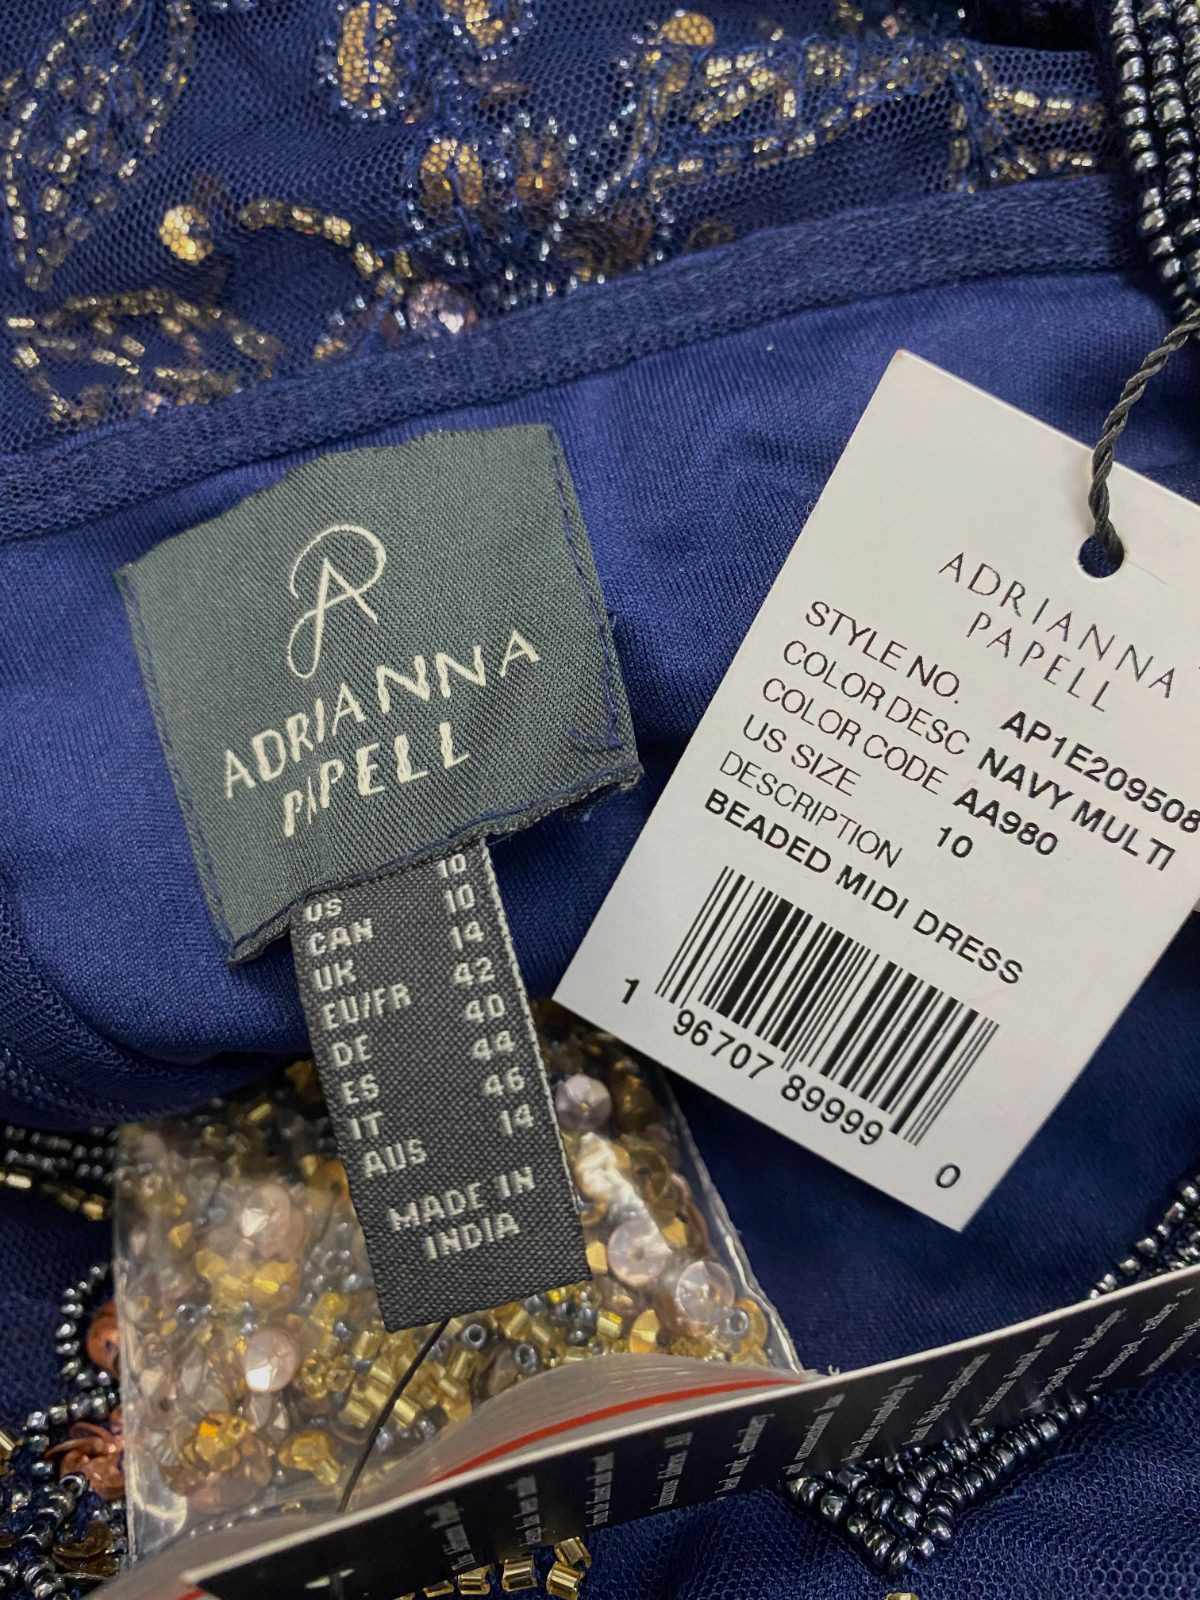 ADRIANNA
PAPELL
US 10
CAN 10
UK 14
EU/FR 42
DE 40
ES 44
IT 46
AUS 14
MADE IN
INDIA
ADRIANNA
PAPELL
STYLE NO. AP1E209508
COLOR DESC NAVY MULTI
COLOR CODE AA980
US SIZE 10
DESCRIPTION
BEADED MIDI DRESS
1 96707 89999 0